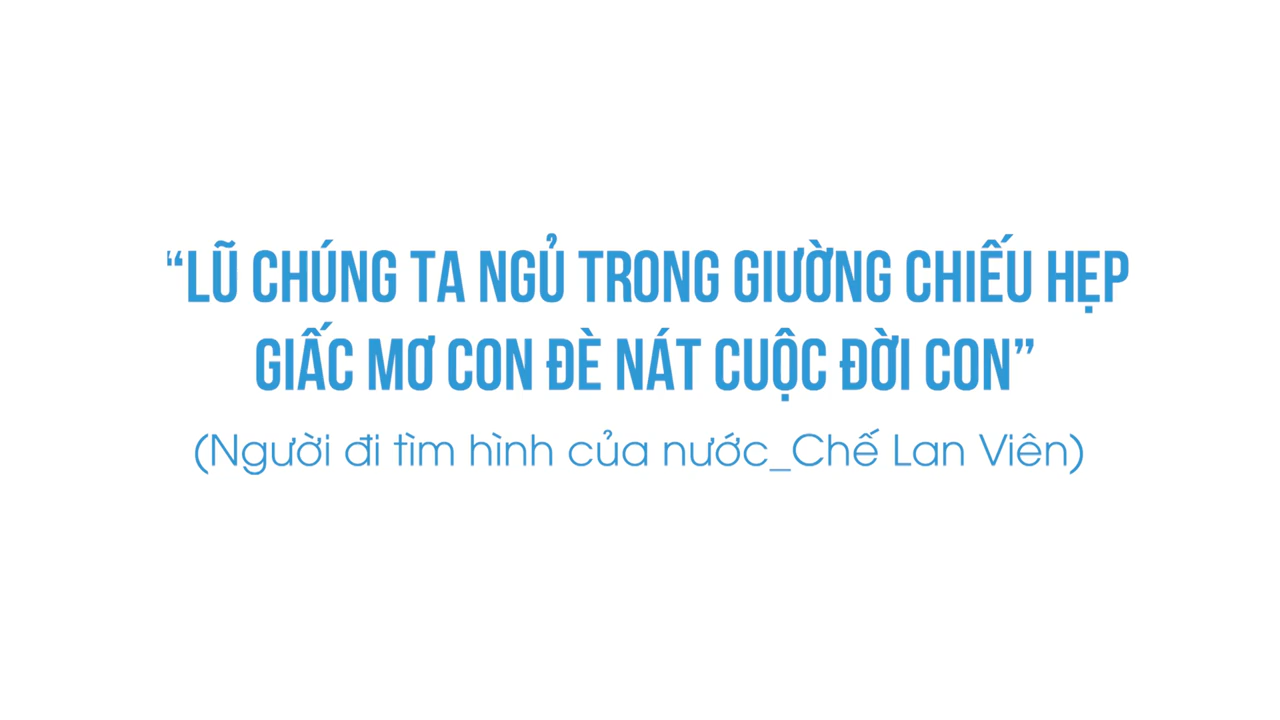 “LŨ CHÚNG TA NGỦ TRONG GIƯỜNG CHIẾU HẸP
GIẤC MƠ CON ĐÈ NÁT CUỘC ĐỜI CON”
(Người đi tìm hình của nước_Chế Lan Viên)